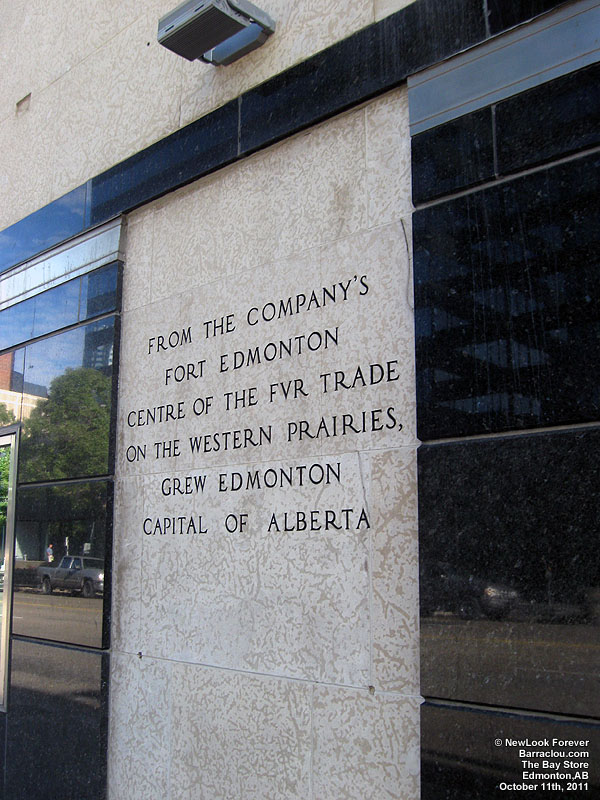 FROM THE COMPANY'S
FORT EDMONTON
CENTRE OF THE FVR TRADE
ON THE WESTERN PRAIRIES,
GREW EDMONTON
CAPITAL OF ALBERTA
© NewLook Forever
Barraclou.com
The Bay Store
Edmonton,AB
October 11th, 2011